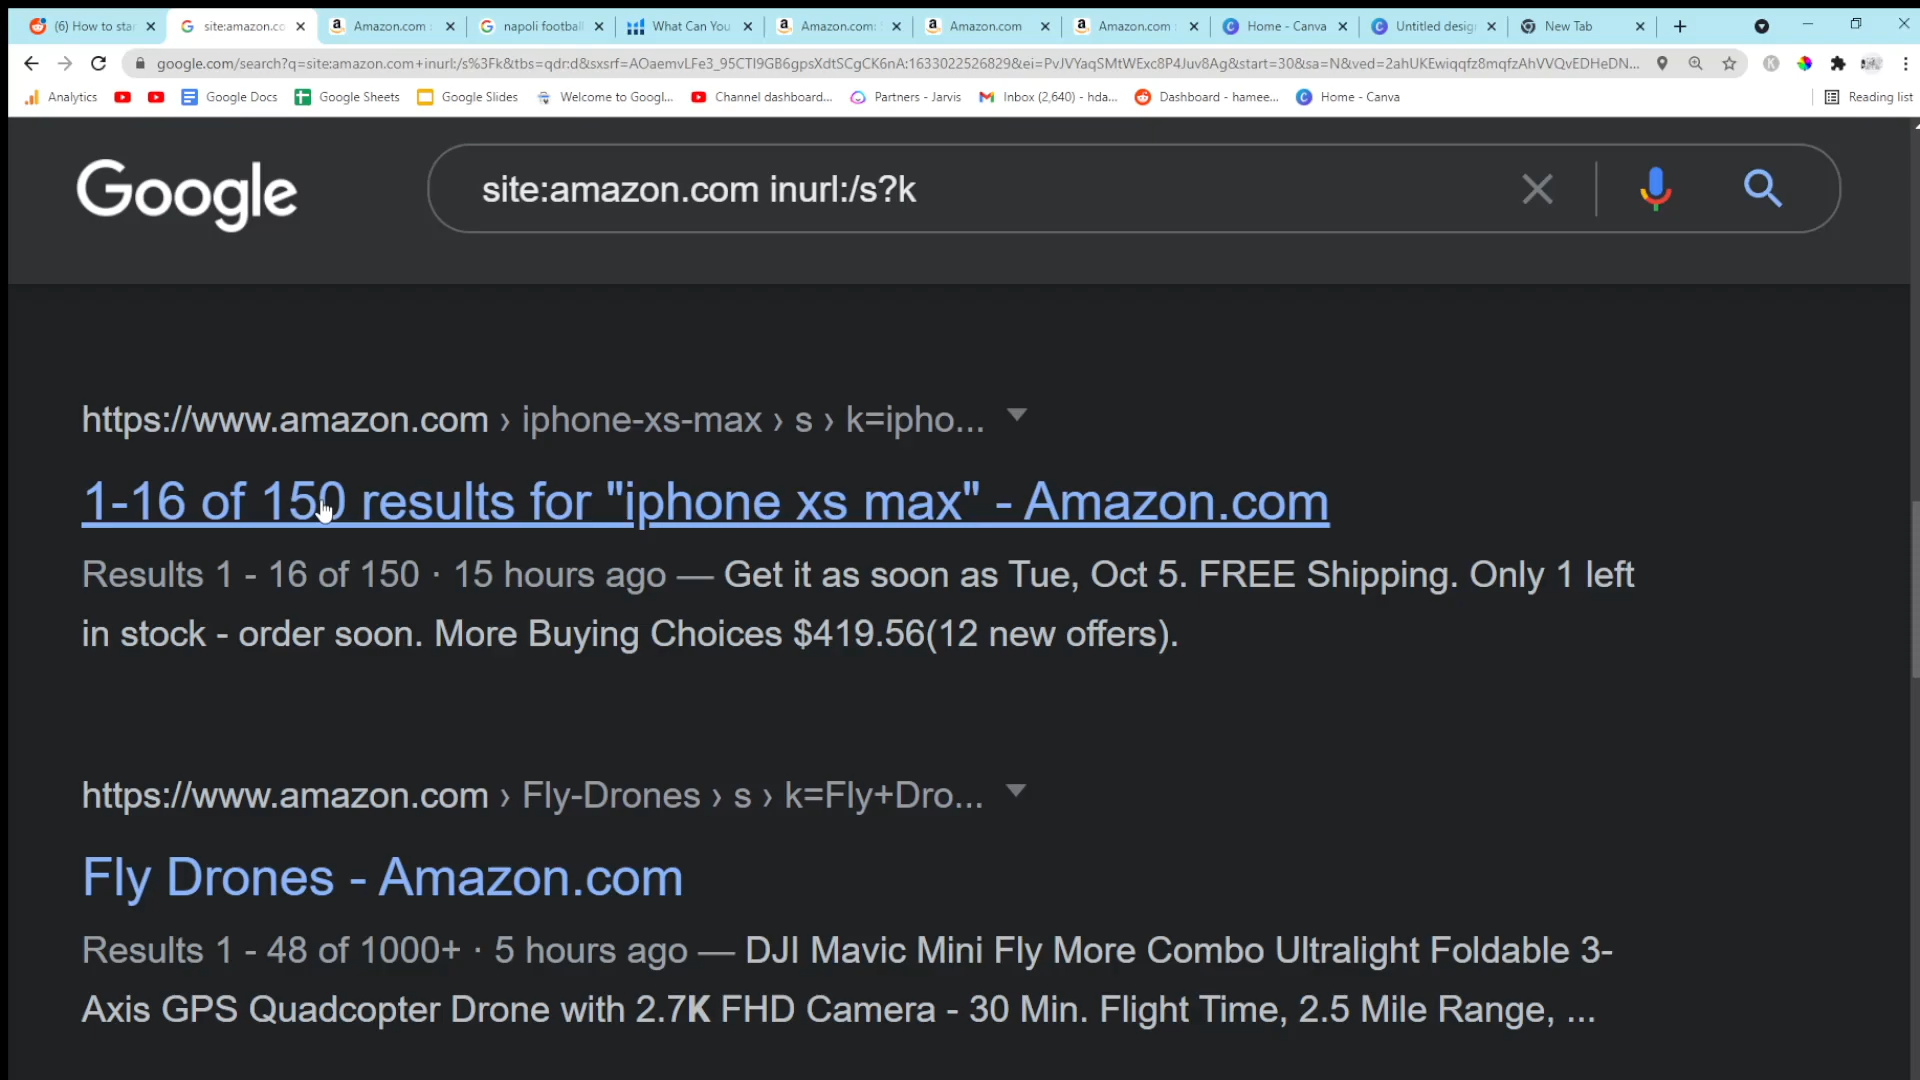 (6) How to star
site:amazon.co
Amazon.com :
napoli football
What Can You
Amazon.com:
Amazon.com
Amazon.com :
Home - Canva
Untitled design
New Tab
google.com/search?q=site:amazon.com+inurl:/s%3Fk&tbs=qdr:d&sxsrf=AOaemvLFe3_95CTI9GB6gpsXdtSCgCK6nA:1633022526829&ei=PvJVYaqSMtWExc8P4Juv8Ag&start=30&sa=N&ved=2ahUKEwiqqfz8mqfzAhVVQvEDHeDN...
Analytics
Google Docs
Google Sheets
Google Slides
Welcome to Googl...
Channel dashboard...
Partners - Jarvis
Inbox (2,640) - hda...
Dashboard - hamee...
Home - Canva
Reading list
Google
site:amazon.com inurl:/s?k
https://www.amazon.com › iphone-xs-max › s › k=ipho...
1-16 of 150 results for "iphone xs max" - Amazon.com
Results 1 - 16 of 150 · 15 hours ago — Get it as soon as Tue, Oct 5. FREE Shipping. Only 1 left
in stock - order soon. More Buying Choices $419.56(12 new offers).
https://www.amazon.com › Fly-Drones › s › k=Fly+Dro...
Fly Drones - Amazon.com
Results 1 - 48 of 1000+ · 5 hours ago — DJI Mavic Mini Fly More Combo Ultralight Foldable 3-
Axis GPS Quadcopter Drone with 2.7K FHD Camera - 30 Min. Flight Time, 2.5 Mile Range, ...